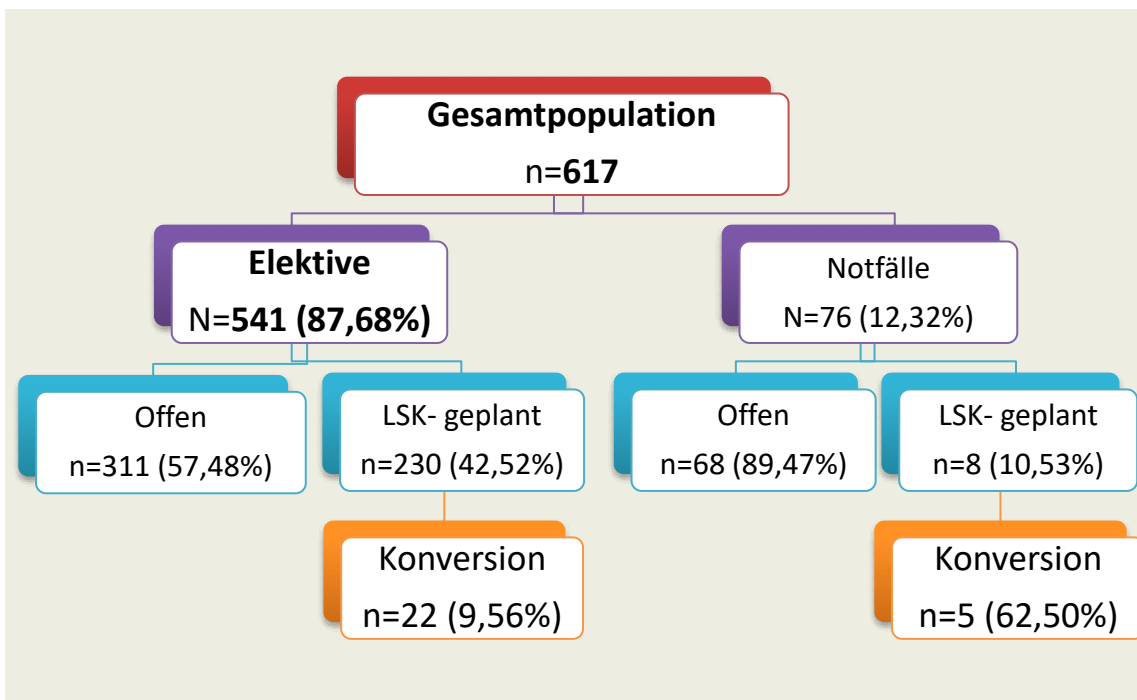 Gesamtpopulation
n=617
Elektive
N=541 (87,68%)
Notfälle
N=76 (12,32%)
Offen
n=311 (57,48%)
LSK- geplant
n=230 (42,52%)
Offen
n=68 (89,47%)
LSK- geplant
n=8 (10,53%)
Konversion
n=22 (9,56%)
Konversion
n=5 (62,50%)